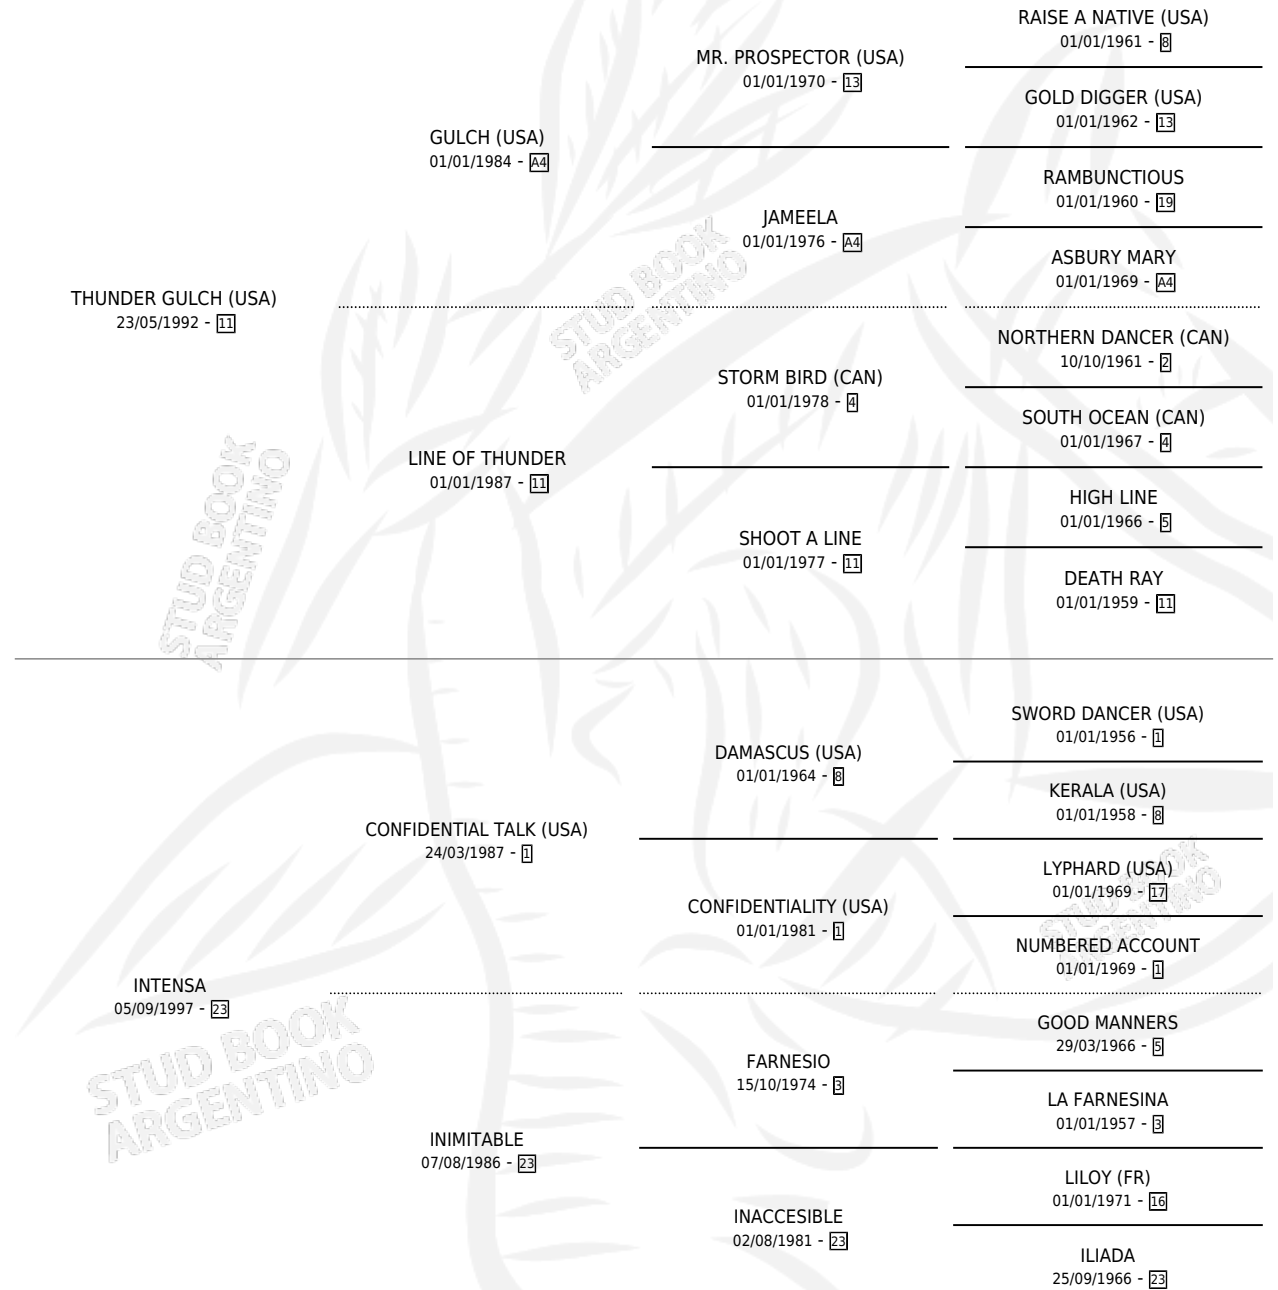 RAISE A NATIVE (USA)
01/01/1961 - 8
MR. PROSPECTOR (USA)
01/01/1970 - 13
GOLD DIGGER (USA)
01/01/1962 - 13
GULCH (USA)
01/01/1984 - A4
RAMBUNCTIOUS
01/01/1960 - 19
JAMEELA
01/01/1976 - A4
ASBURY MARY
01/01/1969 - A4
THUNDER GULCH (USA)
23/05/1992 - 11
NORTHERN DANCER (CAN)
10/10/1961 - 2
STORM BIRD (CAN)
01/01/1978 - 4
SOUTH OCEAN (CAN)
01/01/1967 - 4
LINE OF THUNDER
01/01/1987 - 11
HIGH LINE
01/01/1966 - 5
SHOOT A LINE
01/01/1977 - 11
DEATH RAY
01/01/1959 - 11
SWORD DANCER (USA)
01/01/1956 - 1
DAMASCUS (USA)
01/01/1964 - 8
KERALA (USA)
01/01/1958 - 8
CONFIDENTIAL TALK (USA)
24/03/1987 - 1
LYPHARD (USA)
01/01/1969 - 17
CONFIDENTIALITY (USA)
01/01/1981 - 1
NUMBERED ACCOUNT
01/01/1969 - 1
INTENSA
05/09/1997 - 23
GOOD MANNERS
29/03/1966 - 5
FARNESIO
15/10/1974 - 3
LA FARNESINA
01/01/1957 - 3
INIMITABLE
07/08/1986 - 23
LILOY (FR)
01/01/1971 - 16
INACCESIBLE
02/08/1981 - 23
ILIADA
25/09/1966 - 23
STUD BOOK
ARGENTINO
STUD BOOK
ARGENTINO
STUD BOOK
ARGENTINO
STUD BOOK
ARGENTINO